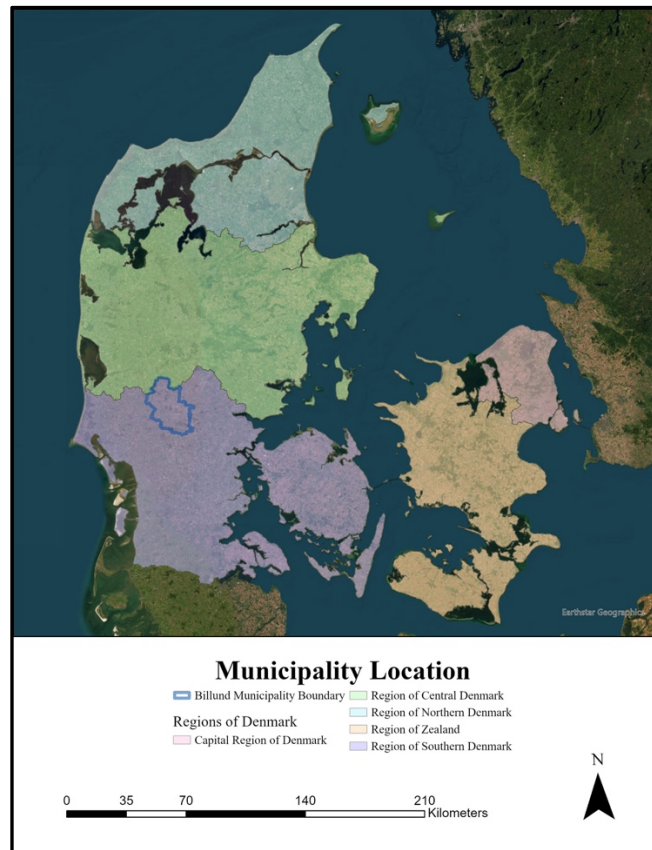 Earthstar Geographics
Municipality Location
Billund Municipality Boundary
Regions of Denmark
Capital Region of Denmark
Region of Central Denmark
Region of Northern Denmark
Region of Zealand
Region of Southern Denmark
N
0 35 70 140 210
Kilometers